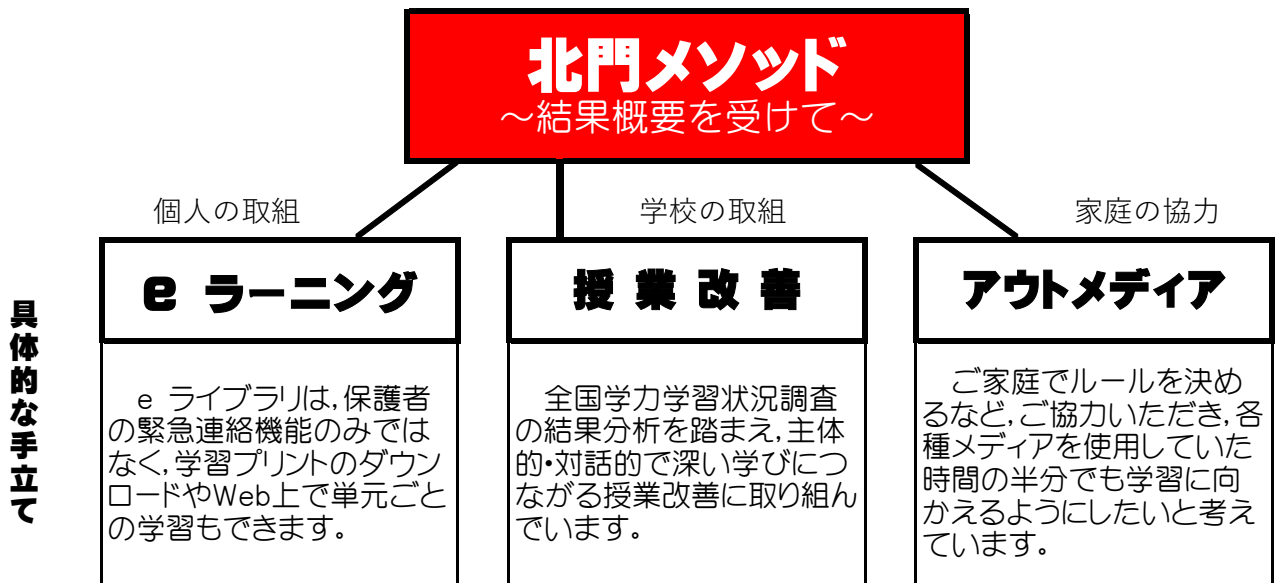 北門メソッド
～結果概要を受けて～
個人の取組
学校の取組
家庭の協力
e ラーニング
授業改善
アウトメディア
具体的な手立て
e ライブラリは，保護者
の緊急連絡機能のみでは
なく，学習プリントのダウン
ロードやWeb上で単元ごと
の学習もできます。
全国学力学習状況調査
の結果分析を踏まえ，主体
的・対話的で深い学びにつ
ながる授業改善に取り組ん
でいます。
ご家庭でルールを決め
るなど，ご協力いただき，各
種メディアを使用していた
時間の半分でも学習に向
かえるようにしたいと考え
ています。